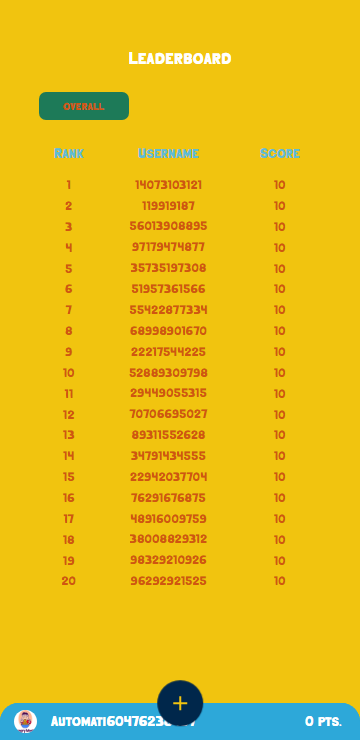 Leaderboard
Overall
Rank Username Score
1 14073103121 10
2 119919187 10
3 56013908895 10
4 97179474877 10
5 35735197308 10
6 51957361566 10
7 55422877334 10
8 68998901670 10
9 22217544225 10
10 52889309798 10
11 29449055315 10
12 70706695027 10
13 89311552628 10
14 34791434555 10
15 22942037704 10
16 76291676875 10
17 48916009759 10
18 38008829312 10
19 98329210926 10
20 96292921525 10
0 pts.